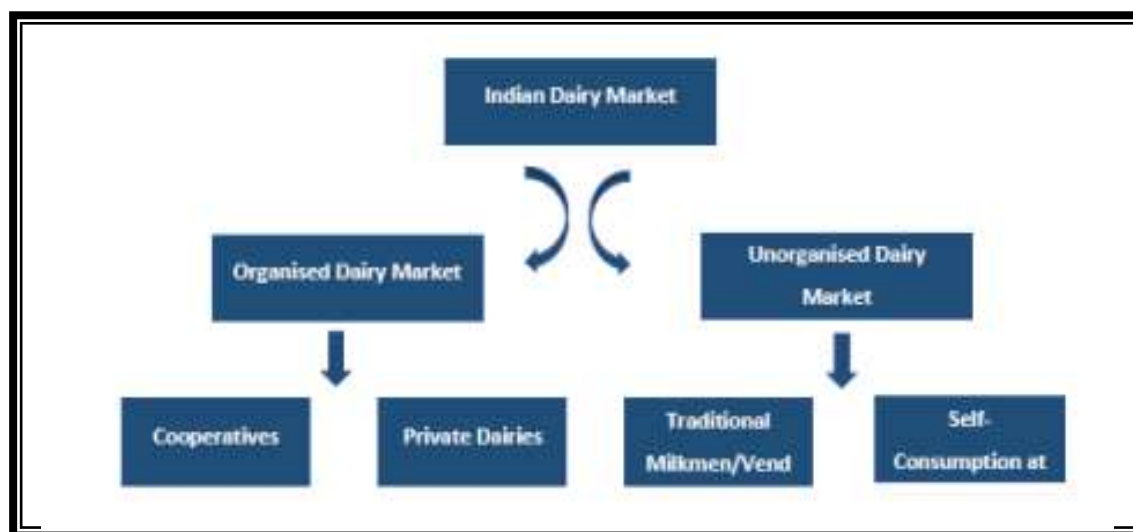 Indian Dairy Market
Organised Dairy Market
Unorganised Dairy
Market
Cooperatives
Private Dairies
Traditional
Milkmen/Vend
Self-
Consumption at